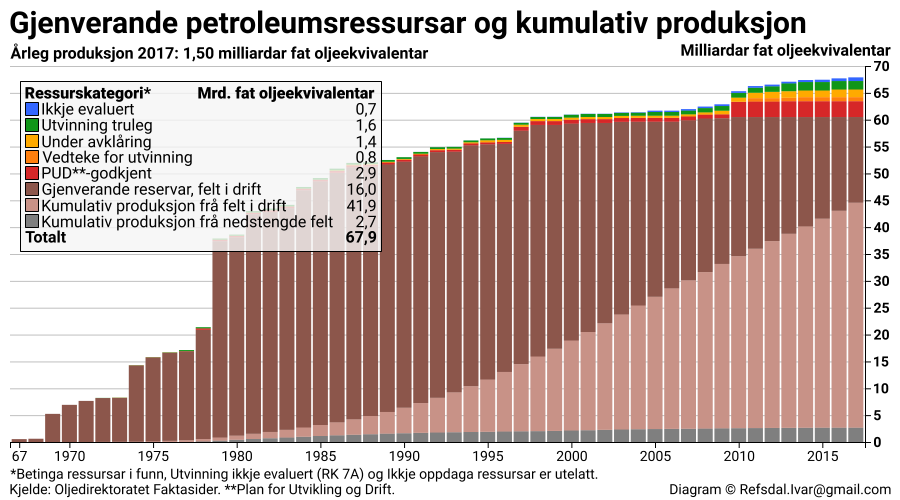 Gjenverande petroleumsressursar og kumulativ produksjon
Årleg produksjon 2017: 1,50 milliardar fat oljeekvivalentar
Milliardar fat oljeekvivalentar
Ressurskategori* Mrd. fat oljeekvivalentar
Ikkje evaluert 0,7
Utvinning truleg 1,6
Under avklåring 1,4
Vedteke for utvinning 0,8
PUD**-godkjent 2,9
Gjenverande reservar, felt i drift 16,0
Kumulativ produksjon frå felt i drift 41,9
Kumulativ produksjon frå nedstengde felt 2,7
Totalt 67,9
70
65
60
55
50
45
40
35
30
25
20
15
10
5
0
67 1970 1975 1980 1985 1990 1995 2000 2005 2010 2015
*Betinga ressursar i funn, Utvinning ikkje evaluert (RK 7A) og Ikkje oppdaga ressursar er utelatt.
Kjelde: Oljedirektoratet Faktasider. **Plan for Utvikling og Drift.
Diagram © Refsdal.Ivar@gmail.com